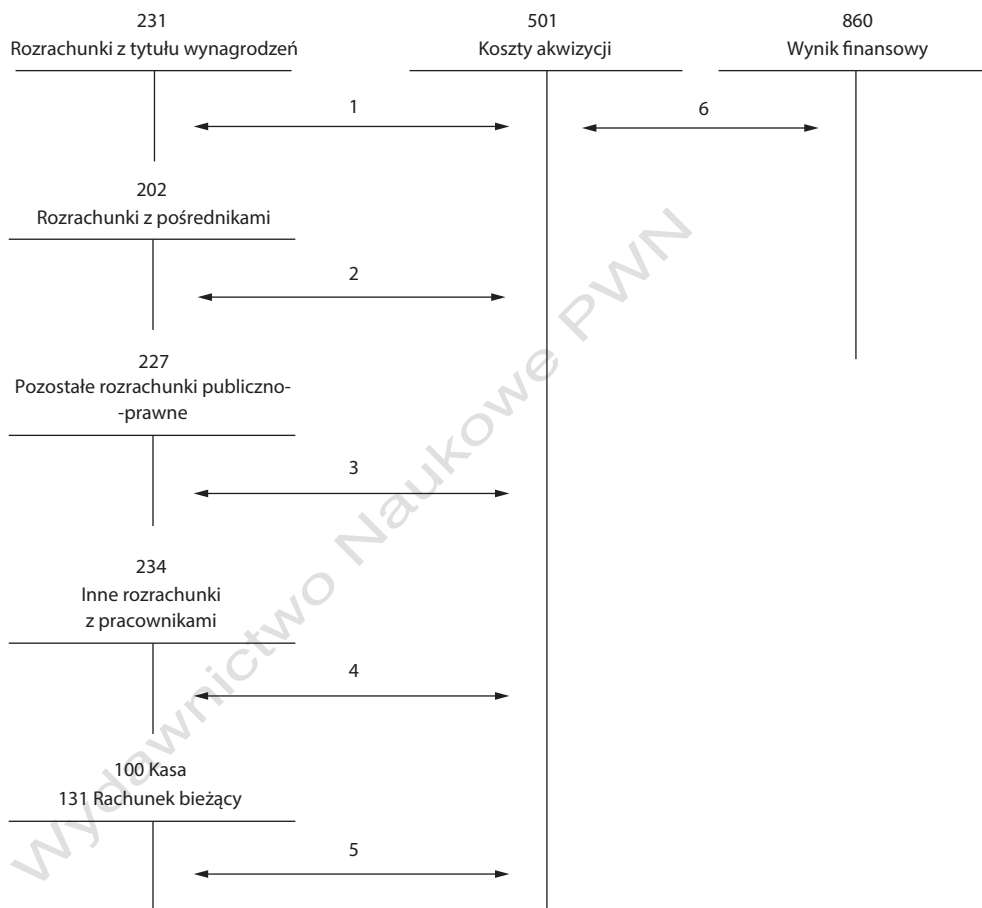 231
Rozrachunki z tytułu wynagrodzeń
501
Koszty akwizycji
860
Wynik finansowy
1
6
202
Rozrachunki z pośrednikami
2
227
Pozostałe rozrachunki publiczno-
-prawne
3
234
Inne rozrachunki
z pracownikami
4
100 Kasa
131 Rachunek bieżący
5
Wydawnictwo Naukowe PWN